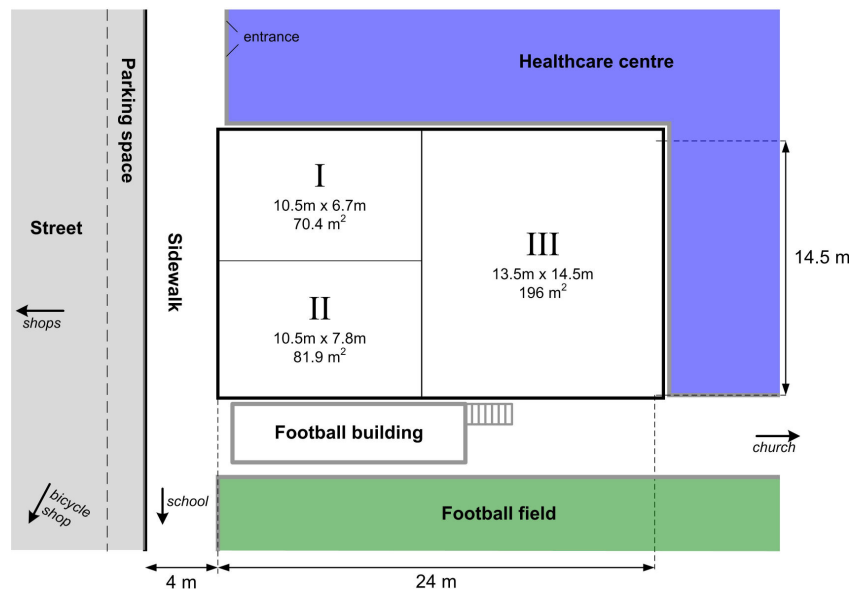 entrance
Healthcare centre
Parking space
I
10.5m x 6.7m
70.4 m²
Street
Sidewalk
III
13.5m x 14.5m
196 m²
14.5 m
shops
II
10.5m x 7.8m
81.9 m²
Football building
church
bicycle
shop
school
Football field
4 m
24 m